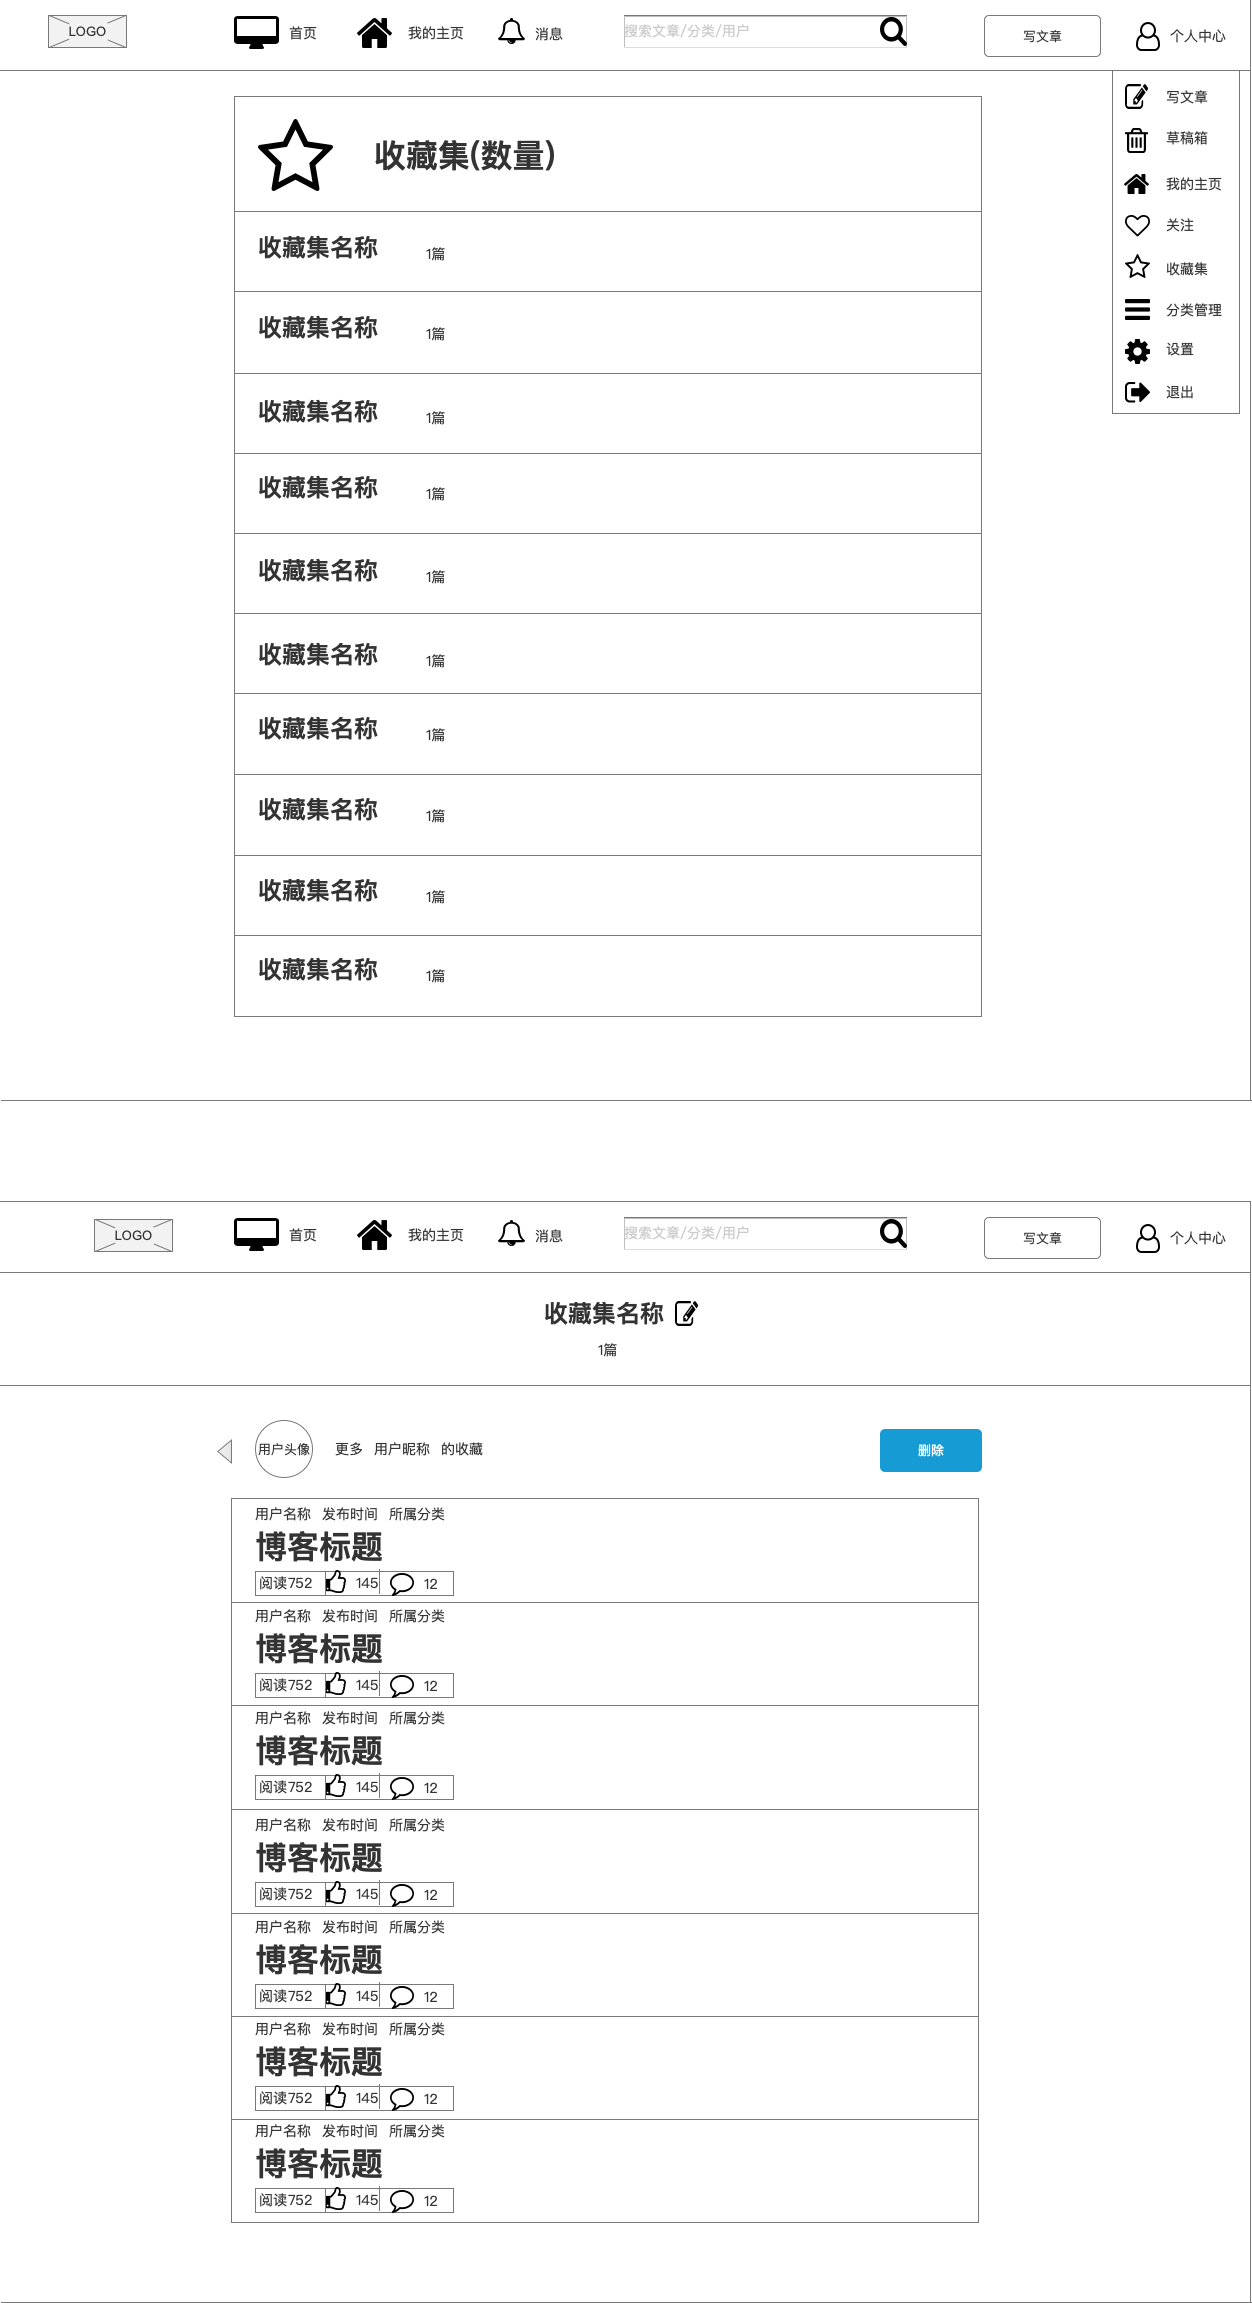 LOGO 首页 我的主页 消息 搜索文章/分类/用户 写文章 个人中心
写文章
草稿箱
我的主页
关注
收藏集
分类管理
设置
退出
收藏集(数量)
收藏集名称 1篇
收藏集名称 1篇
收藏集名称 1篇
收藏集名称 1篇
收藏集名称 1篇
收藏集名称 1篇
收藏集名称 1篇
收藏集名称 1篇
收藏集名称 1篇
收藏集名称 1篇
LOGO 首页 我的主页 消息 搜索文章/分类/用户 写文章 个人中心
收藏集名称
1篇
用户头像 更多 用户昵称 的收藏 删除
用户名称 发布时间 所属分类
博客标题
阅读752 145 12
用户名称 发布时间 所属分类
博客标题
阅读752 145 12
用户名称 发布时间 所属分类
博客标题
阅读752 145 12
用户名称 发布时间 所属分类
博客标题
阅读752 145 12
用户名称 发布时间 所属分类
博客标题
阅读752 145 12
用户名称 发布时间 所属分类
博客标题
阅读752 145 12
用户名称 发布时间 所属分类
博客标题
阅读752 145 12